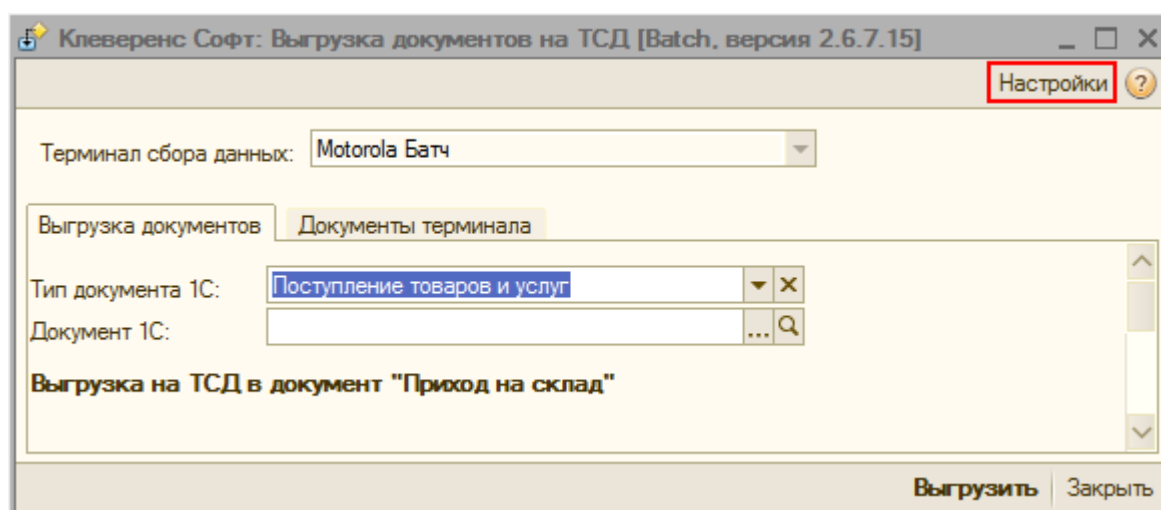 Клеверенс Софт: Выгрузка документов на ТСД [Batch, версия 2.6.7.15]
Настройки ?
Терминал сбора данных: Motorola Батч
Выгрузка документов Документы терминала
Тип документа 1С: Поступление товаров и услуг
Документ 1С: ...
Выгрузка на ТСД в документ "Приход на склад"
Выгрузить Закрыть